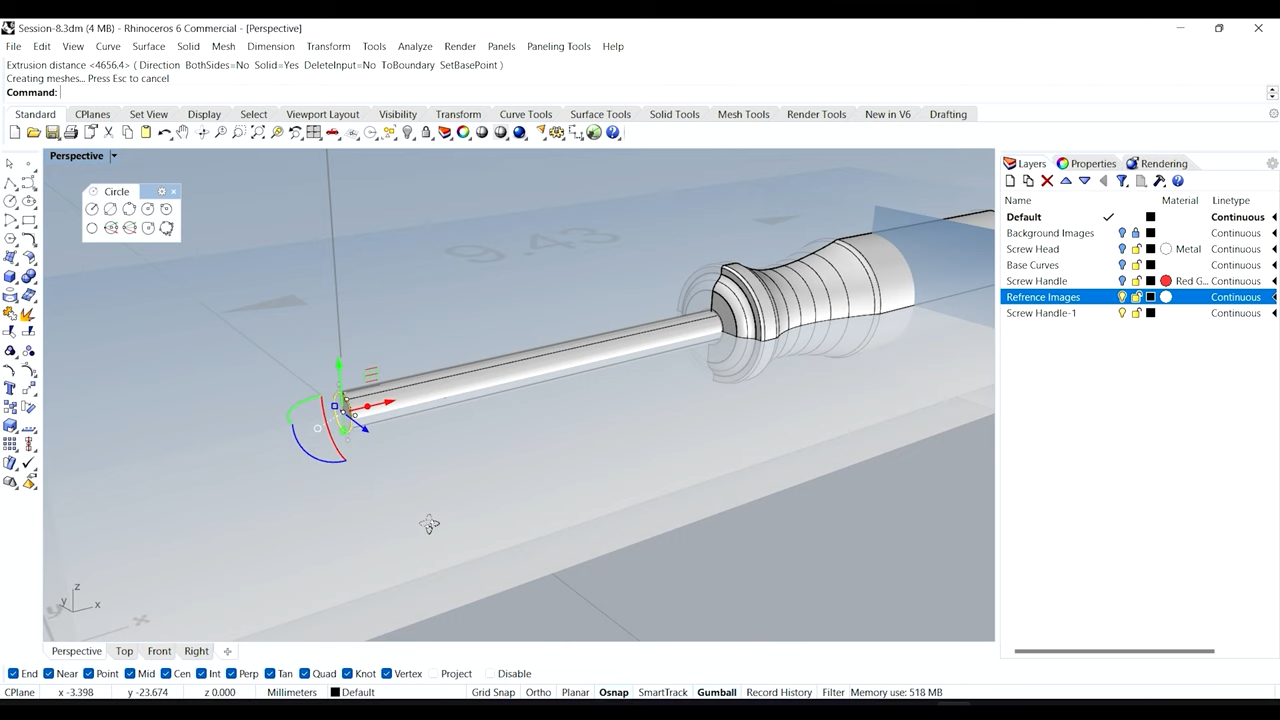 Session-8.3dm (4 MB) - Rhinoceros 6 Commercial - [Perspective]
File Edit View Curve Surface Solid Mesh Dimension Transform Tools Analyze Render Panels Paneling Tools Help
Extrusion distance <4656.4> ( Direction BothSides=No Solid=Yes DeleteInput=No ToBoundary SetBasePoint )
Creating meshes... Press Esc to cancel
Command:
Standard CPlanes Set View Display Select Viewport Layout Visibility Transform Curve Tools Surface Tools Solid Tools Mesh Tools Render Tools New in V6 Drafting
Perspective
Circle
9.43
Layers Properties Rendering
Name Material Linetype
Default Continuous
Background Images Continuous
Screw Head Metal Continuous
Base Curves Continuous
Screw Handle Red G... Continuous
Refrence Images Continuous
Screw Handle-1 Continuous
z
y x
Perspective Top Front Right
End Near Point Mid Cen Int Perp Tan Quad Knot Vertex Project Disable
CPlane x -3.398 y -23.674 z 0.000 Millimeters Default Grid Snap Ortho Planar Osnap SmartTrack Gumball Record History Filter Memory use: 518 MB